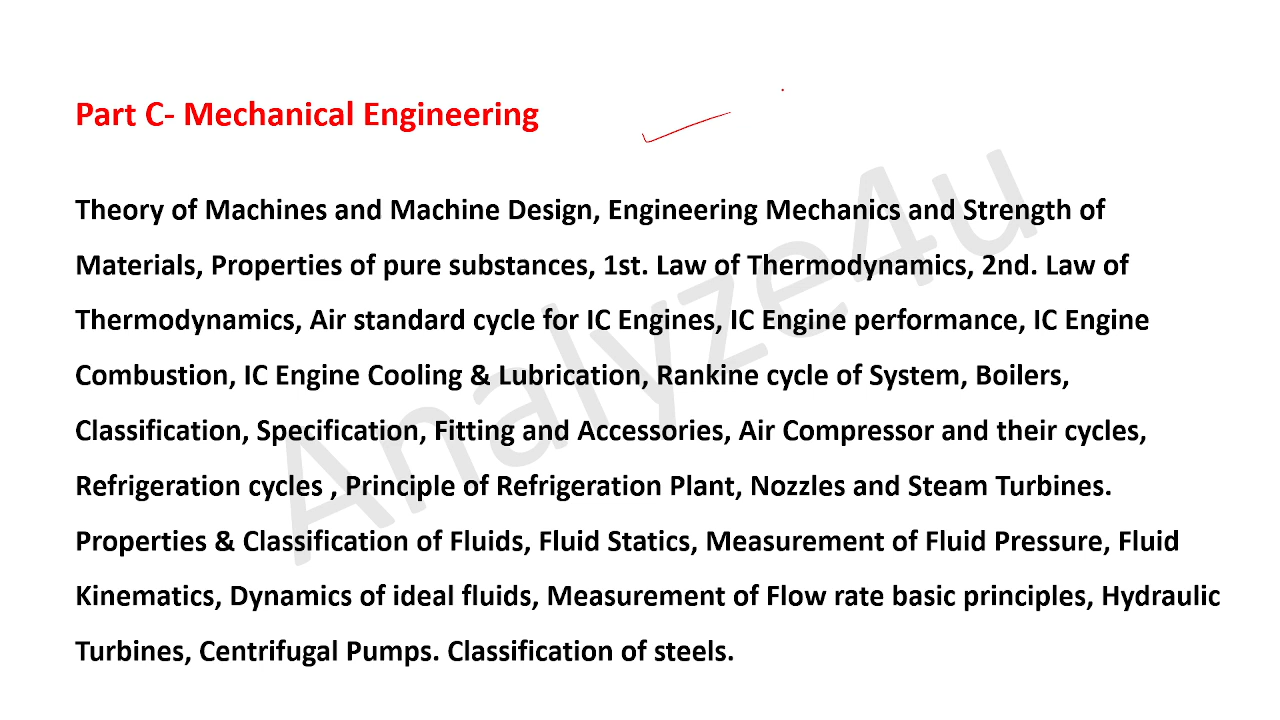 Part C- Mechanical Engineering
Theory of Machines and Machine Design, Engineering Mechanics and Strength of
Materials, Properties of pure substances, 1st. Law of Thermodynamics, 2nd. Law of
Thermodynamics, Air standard cycle for IC Engines, IC Engine performance, IC Engine
Combustion, IC Engine Cooling & Lubrication, Rankine cycle of System, Boilers,
Classification, Specification, Fitting and Accessories, Air Compressor and their cycles,
Refrigeration cycles , Principle of Refrigeration Plant, Nozzles and Steam Turbines.
Properties & Classification of Fluids, Fluid Statics, Measurement of Fluid Pressure, Fluid
Kinematics, Dynamics of ideal fluids, Measurement of Flow rate basic principles, Hydraulic
Turbines, Centrifugal Pumps. Classification of steels.
Analyze4u